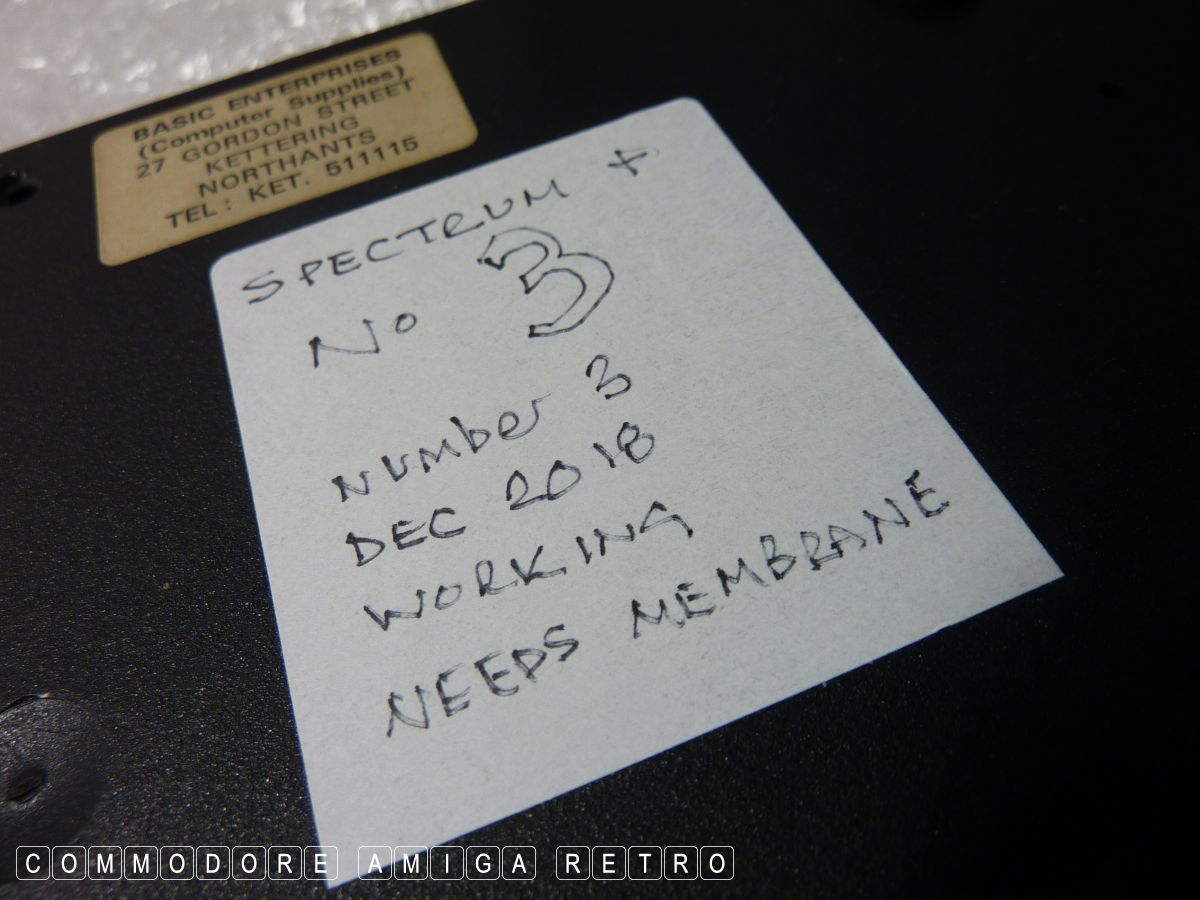 BASIC ENTERPRISES
(Computer Supplies)
27 GORDON STREET
KETTERING
NORTHANTS
TEL: KET. 511115
SPECTRUM +
No 3
NUMber 3
DEC 2018
WORKING
NEEDS MEMBRANE
COMMODORE AMIGA RETRO